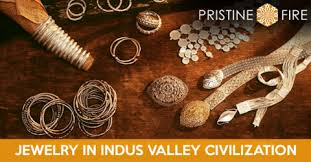 PRISTINE FIRE
JEWELRY IN INDUS VALLEY CIVILIZATION